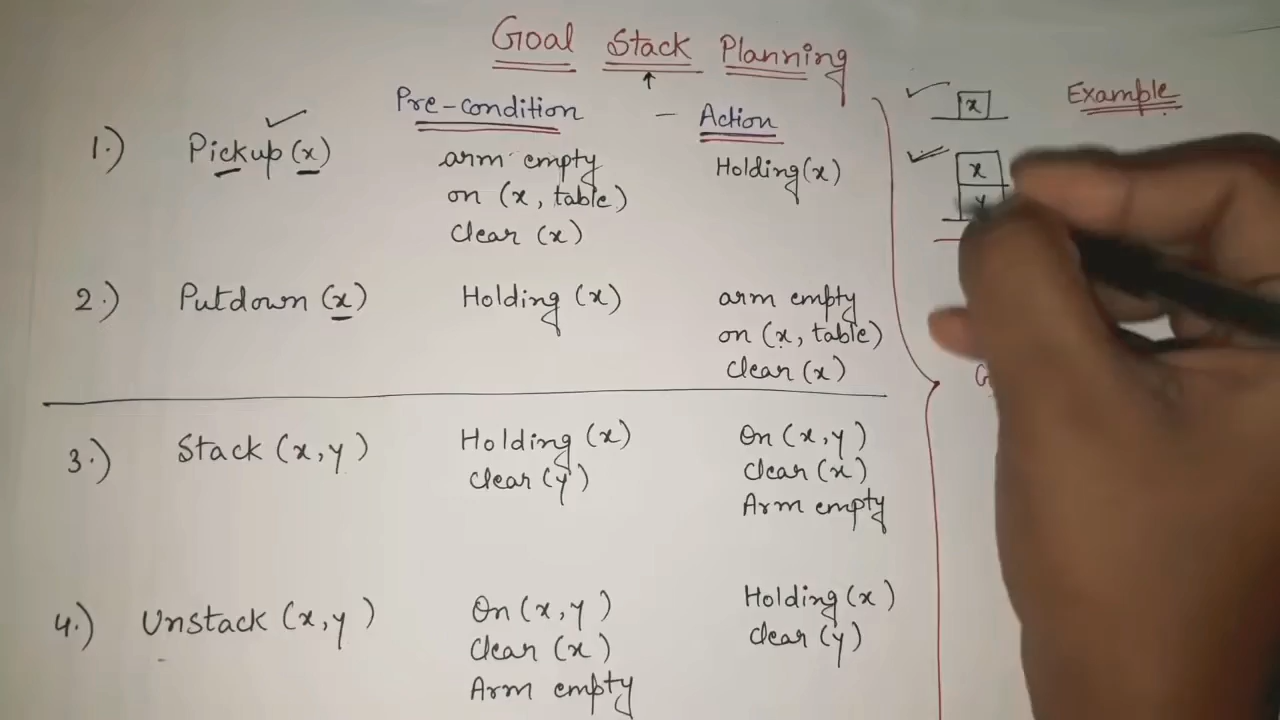 Goal Stack Planning
Pre-condition - Action
Example
x
1.) Pickup (x) arm empty Holding(x)
on (x, table)
clear (x)
x
y
2.) Putdown (x) Holding (x) arm empty
on (x, table)
clear (x)
G
3.) Stack (x,y) Holding (x) On (x,y)
clear (y) clear (x)
Arm empty
4.) Unstack (x,y) On (x,y) Holding (x)
clear (x) clear (y)
Arm empty